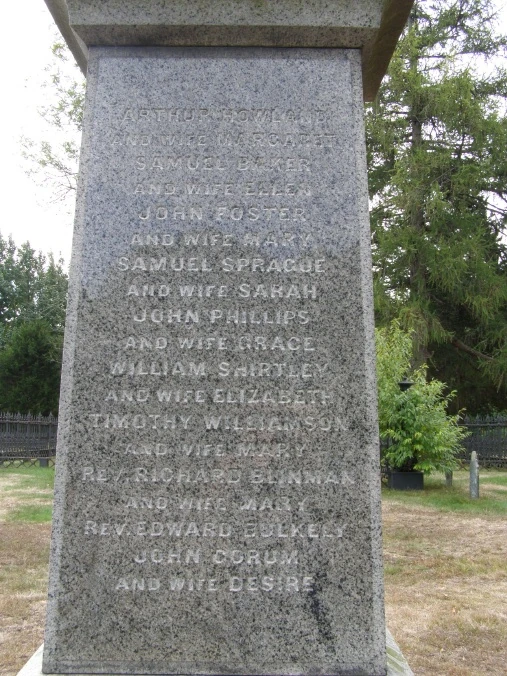 ARTHUR HOWLAND
AND WIFE MARGARET
SAMUEL BAKER
AND WIFE ELLEN
JOHN FOSTER
AND WIFE MARY
SAMUEL SPRAGUE
AND WIFE SARAH
JOHN PHILLIPS
AND WIFE GRACE
WILLIAM SHIRTLEY
AND WIFE ELIZABETH
TIMOTHY WILLIAMSON
AND WIFE MARY
REV. RICHARD BLINMAN
AND WIFE MARY
REV. EDWARD BULKELY
JOHN CORUM
AND WIFE DESIRE